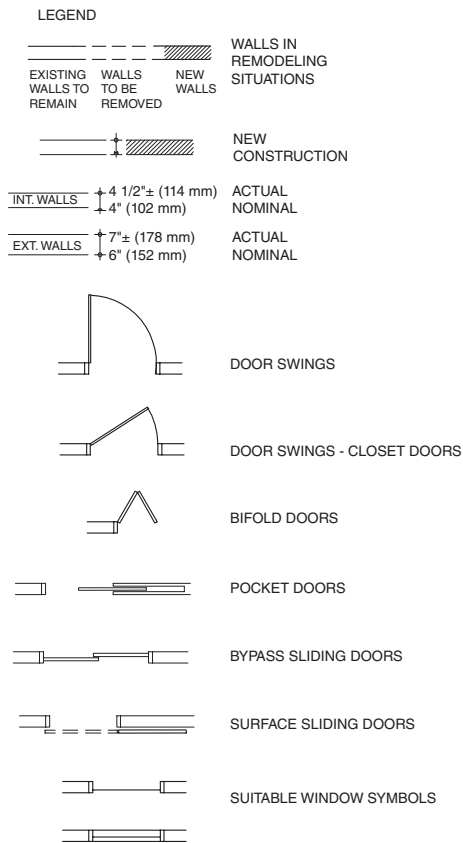 LEGEND
WALLS IN
REMODELING
SITUATIONS
EXISTING
WALLS TO
REMAIN
WALLS
TO BE
REMOVED
NEW
WALLS
NEW
CONSTRUCTION
INT. WALLS
4 1/2"± (114 mm)
4" (102 mm)
ACTUAL
NOMINAL
EXT. WALLS
7"± (178 mm)
6" (152 mm)
ACTUAL
NOMINAL
DOOR SWINGS
DOOR SWINGS - CLOSET DOORS
BIFOLD DOORS
POCKET DOORS
BYPASS SLIDING DOORS
SURFACE SLIDING DOORS
SUITABLE WINDOW SYMBOLS